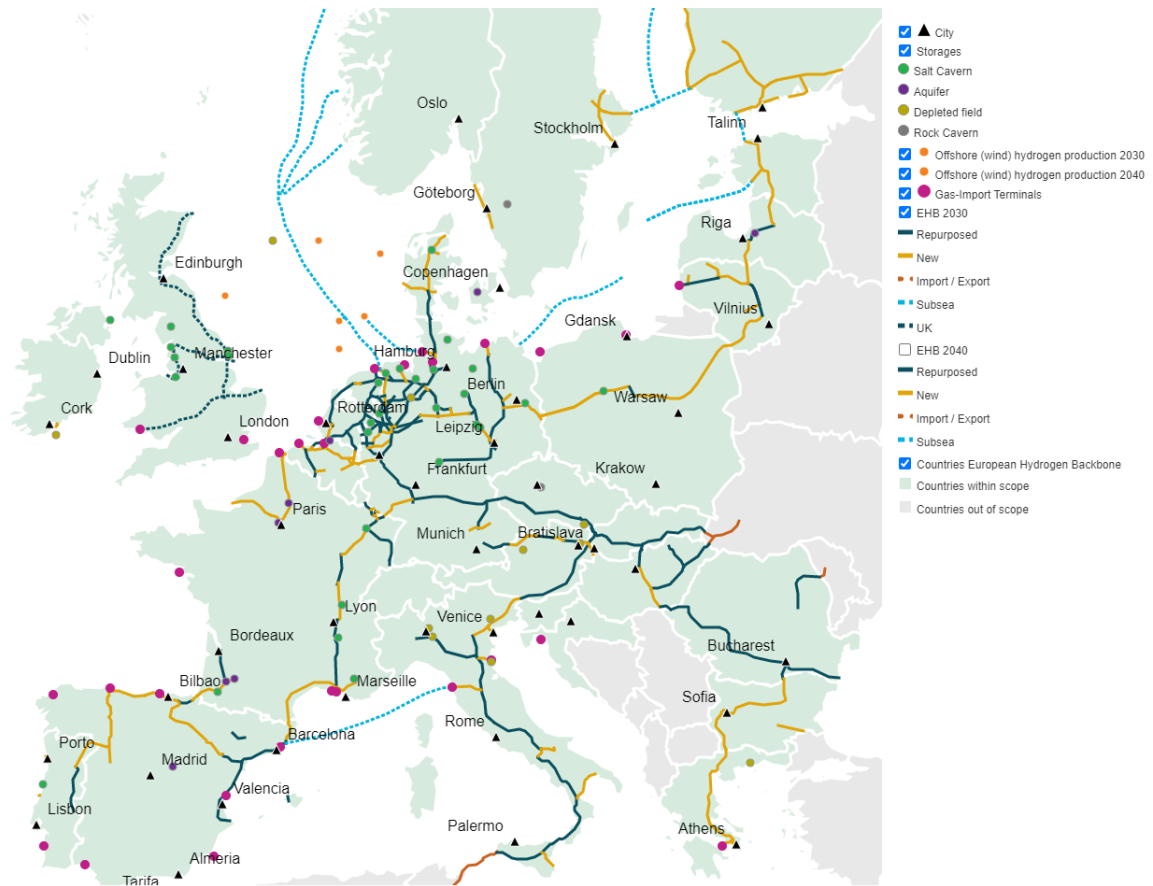 Oslo
Stockholm
Talinn
Göteborg
Riga
Edinburgh
Copenhagen
Vilnius
Gdansk
Dublin
Manchester
Hamburg
Berlin
Warsaw
Cork
London
Rotterdam
Leipzig
Frankfurt
Krakow
Paris
Munich
Bratislava
Lyon
Venice
Bordeaux
Bucharest
Bilbao
Marseille
Sofia
Rome
Porto
Barcelona
Madrid
Valencia
Lisbon
Palermo
Athens
Almeria
Tarifa
City
Storages
Salt Cavern
Aquifer
Depleted field
Rock Cavern
Offshore (wind) hydrogen production 2030
Offshore (wind) hydrogen production 2040
Gas-Import Terminals
EHB 2030
Repurposed
New
Import / Export
Subsea
UK
EHB 2040
Repurposed
New
Import / Export
Subsea
Countries European Hydrogen Backbone
Countries within scope
Countries out of scope